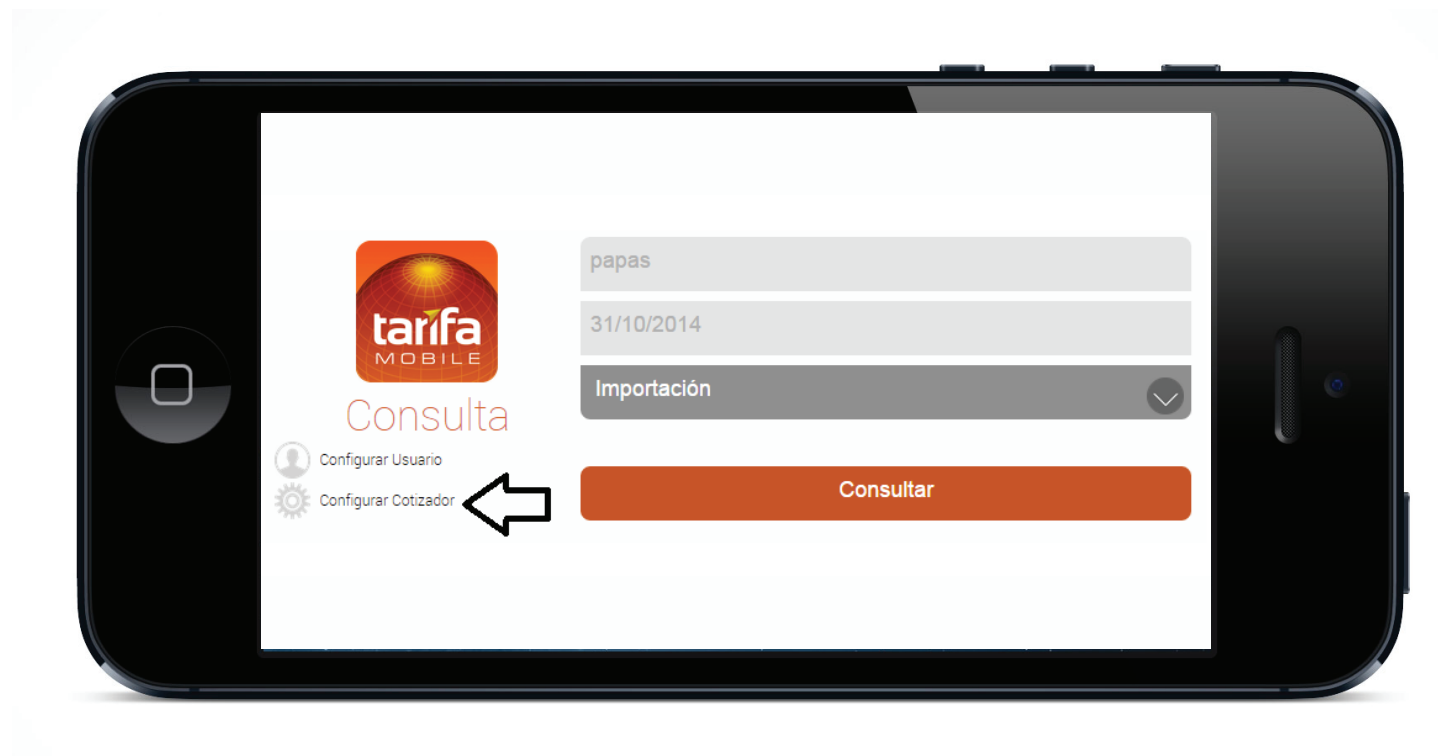 tarifa
MOBILE
Consulta
Configurar Usuario
Configurar Cotizador
papas
31/10/2014
Importación
Consultar